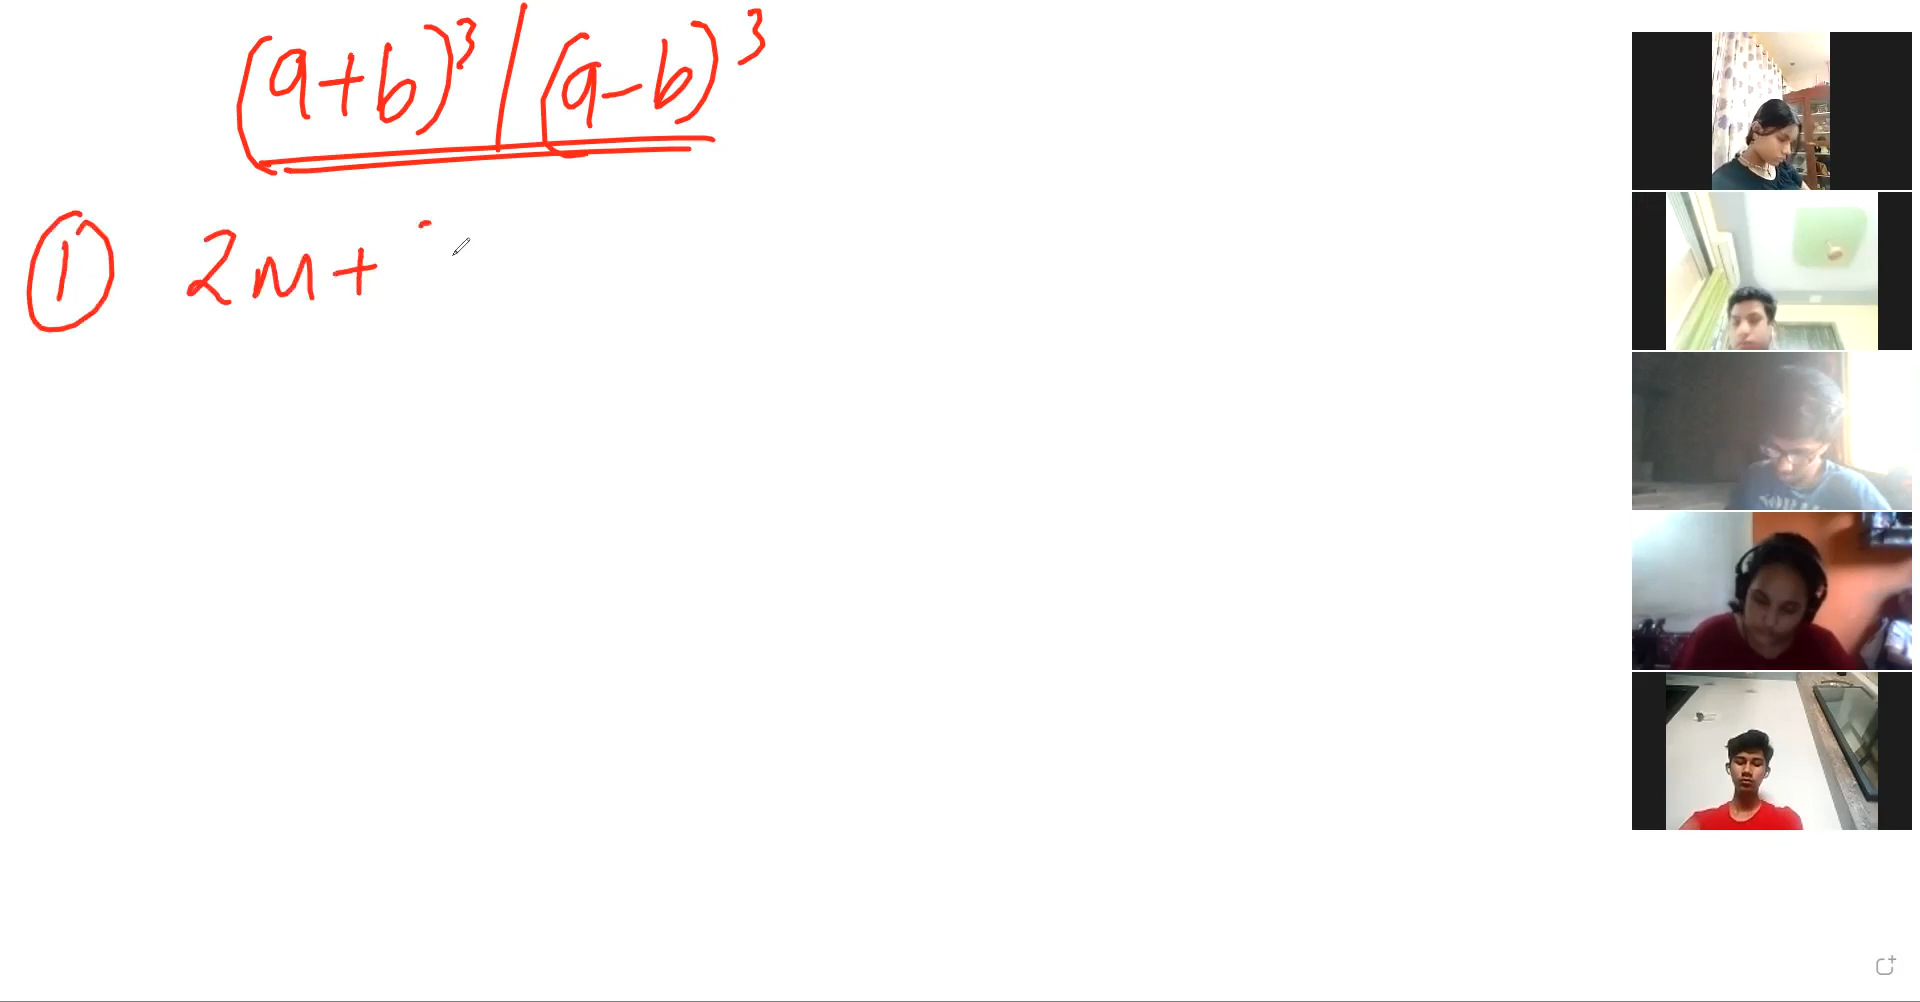 (a+b)³ / (a-b)³
① 2m+